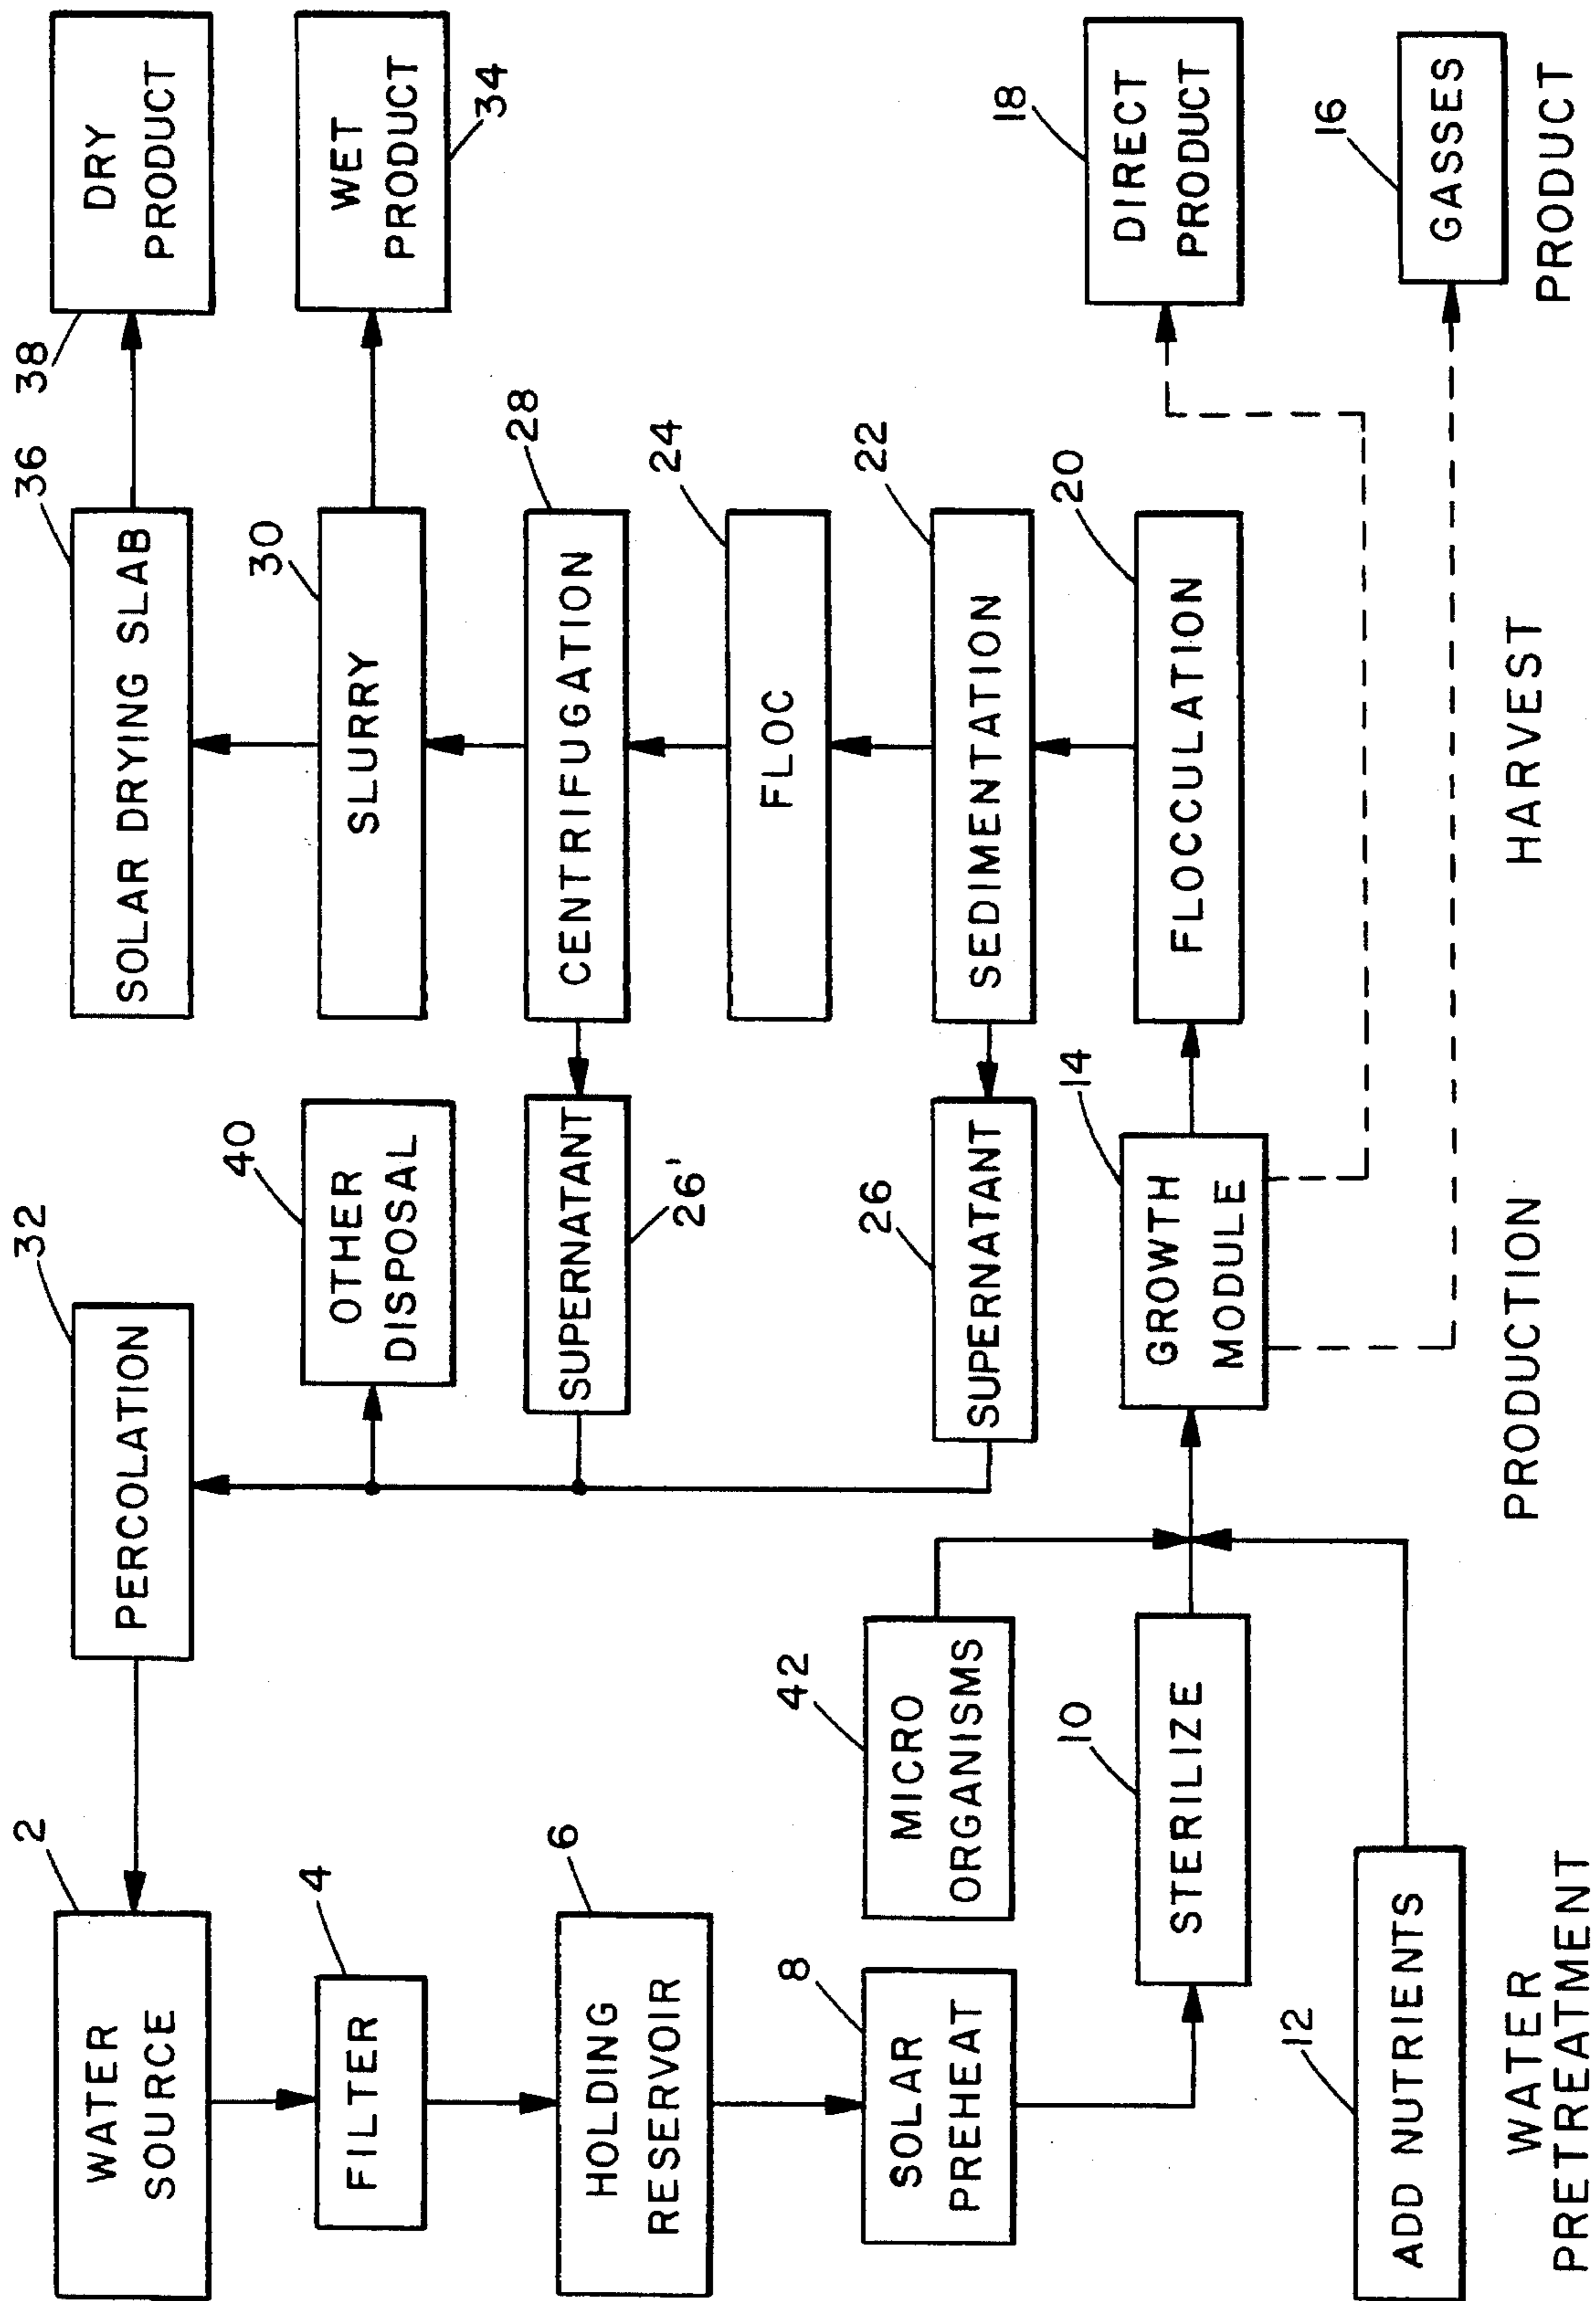 2
WATER
SOURCE
4
FILTER
6
HOLDING
RESERVOIR
8
SOLAR
PREHEAT
42
MICRO
ORGANISMS
10
STERILIZE
12
ADD NUTRIENTS
WATER
PRETREATMENT
32
PERCOLATION
40
OTHER
DISPOSAL
SUPERNATANT
26'
26
SUPERNATANT
14
GROWTH
MODULE
PRODUCTION
36
SOLAR DRYING SLAB
30
SLURRY
28
CENTRIFUGATION
24
FLOC
22
SEDIMENTATION
20
FLOCCULATION
HARVEST
38
DRY
PRODUCT
WET
PRODUCT
34
18
DIRECT
PRODUCT
16
GASSES
PRODUCT